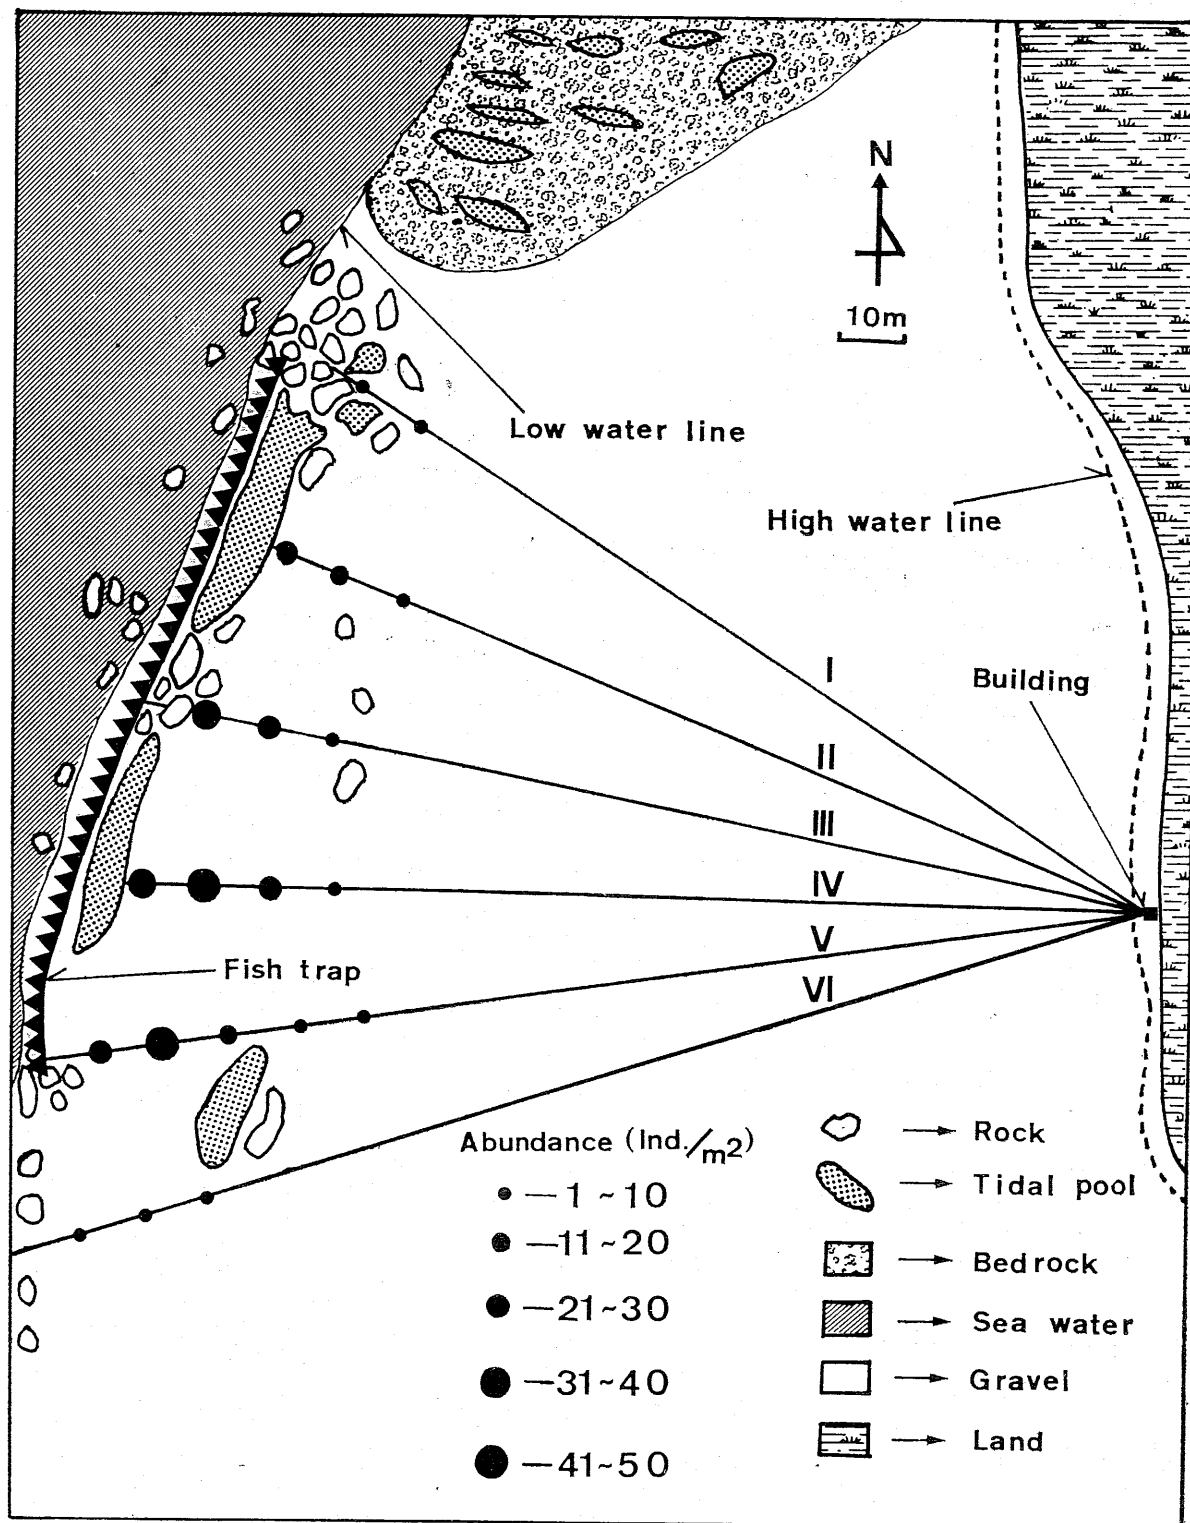 N
10m
Low water line
High water line
I
Building
II
III
IV
V
Fish trap
VI
Abundance (Ind./m2)
—1~10
—11~20
—21~30
—31~40
—41~50
Rock
Tidal pool
Bedrock
Sea water
Gravel
Land